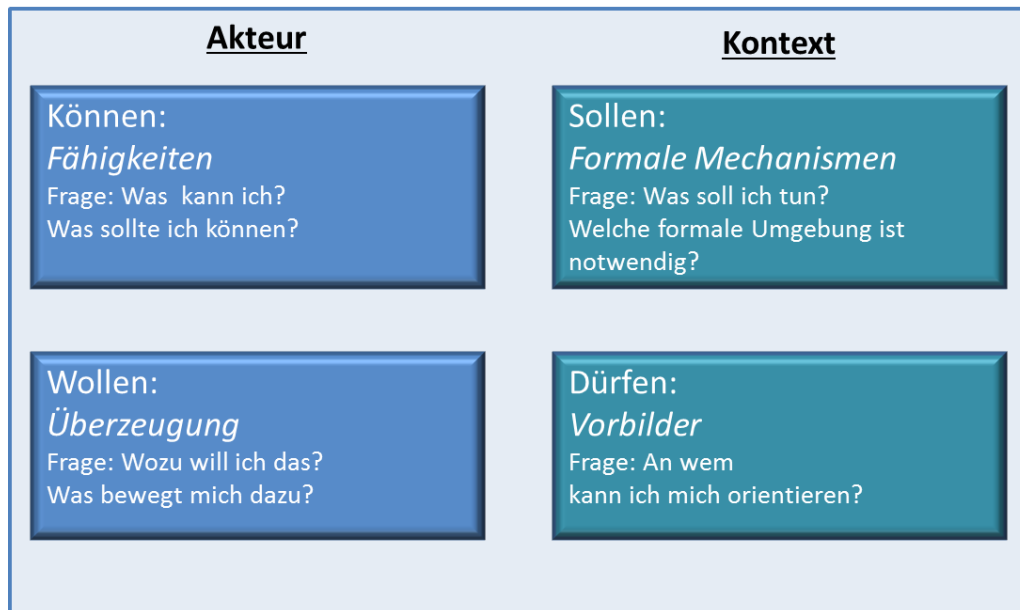 Akteur
Kontext
Können:
Fähigkeiten
Frage: Was kann ich?
Was sollte ich können?
Sollen:
Formale Mechanismen
Frage: Was soll ich tun?
Welche formale Umgebung ist
notwendig?
Wollen:
Überzeugung
Frage: Wozu will ich das?
Was bewegt mich dazu?
Dürfen:
Vorbilder
Frage: An wem
kann ich mich orientieren?